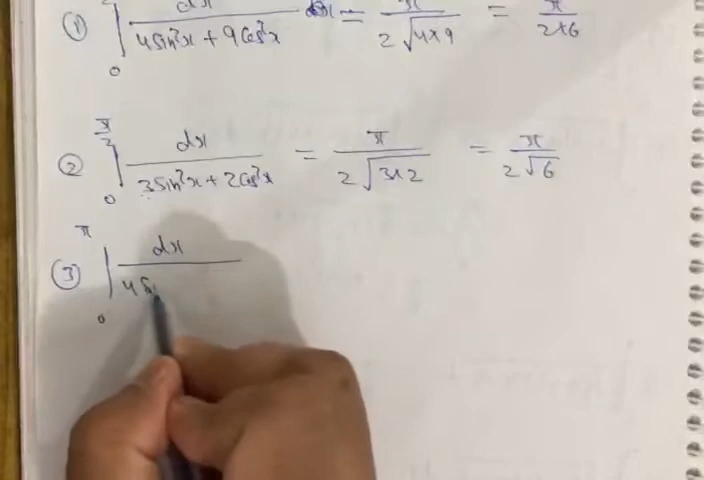 ① ∫₀ dx / 4sin²x + 9cos²x = π / 2√4×9 = π / 2×6
② ∫₀^(π/2) dx / 3sin²x + 2cos²x = π / 2√3×2 = π / 2√6
③ ∫₀^π dx / 4Si